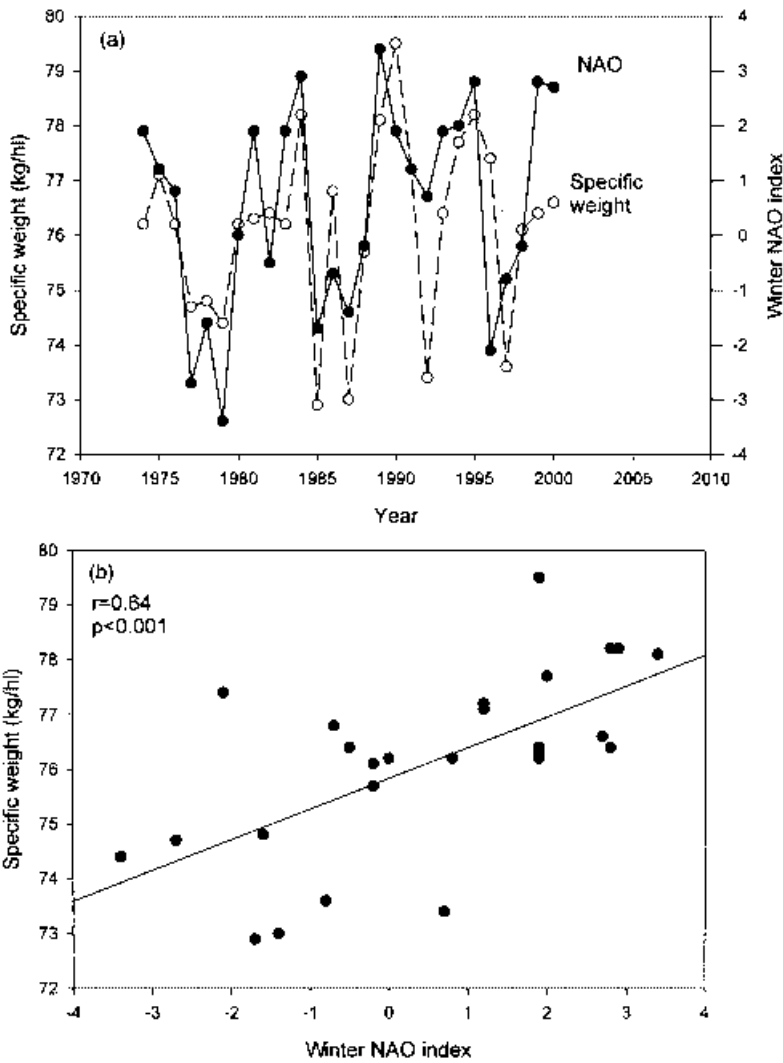 80
79
78
77
76
75
74
73
72
Specific weight (kg/hl)
(a)
NAO
Specific
weight
4
3
2
1
0
-1
-2
-3
-4
Winter NAO index
1970 1975 1980 1985 1990 1995 2000 2005 2010
Year
80
79
78
77
76
75
74
73
72
Specific weight (kg/hl)
(b)
r=0.64
p<0.001
-4 -3 -2 -1 0 1 2 3 4
Winter NAO index